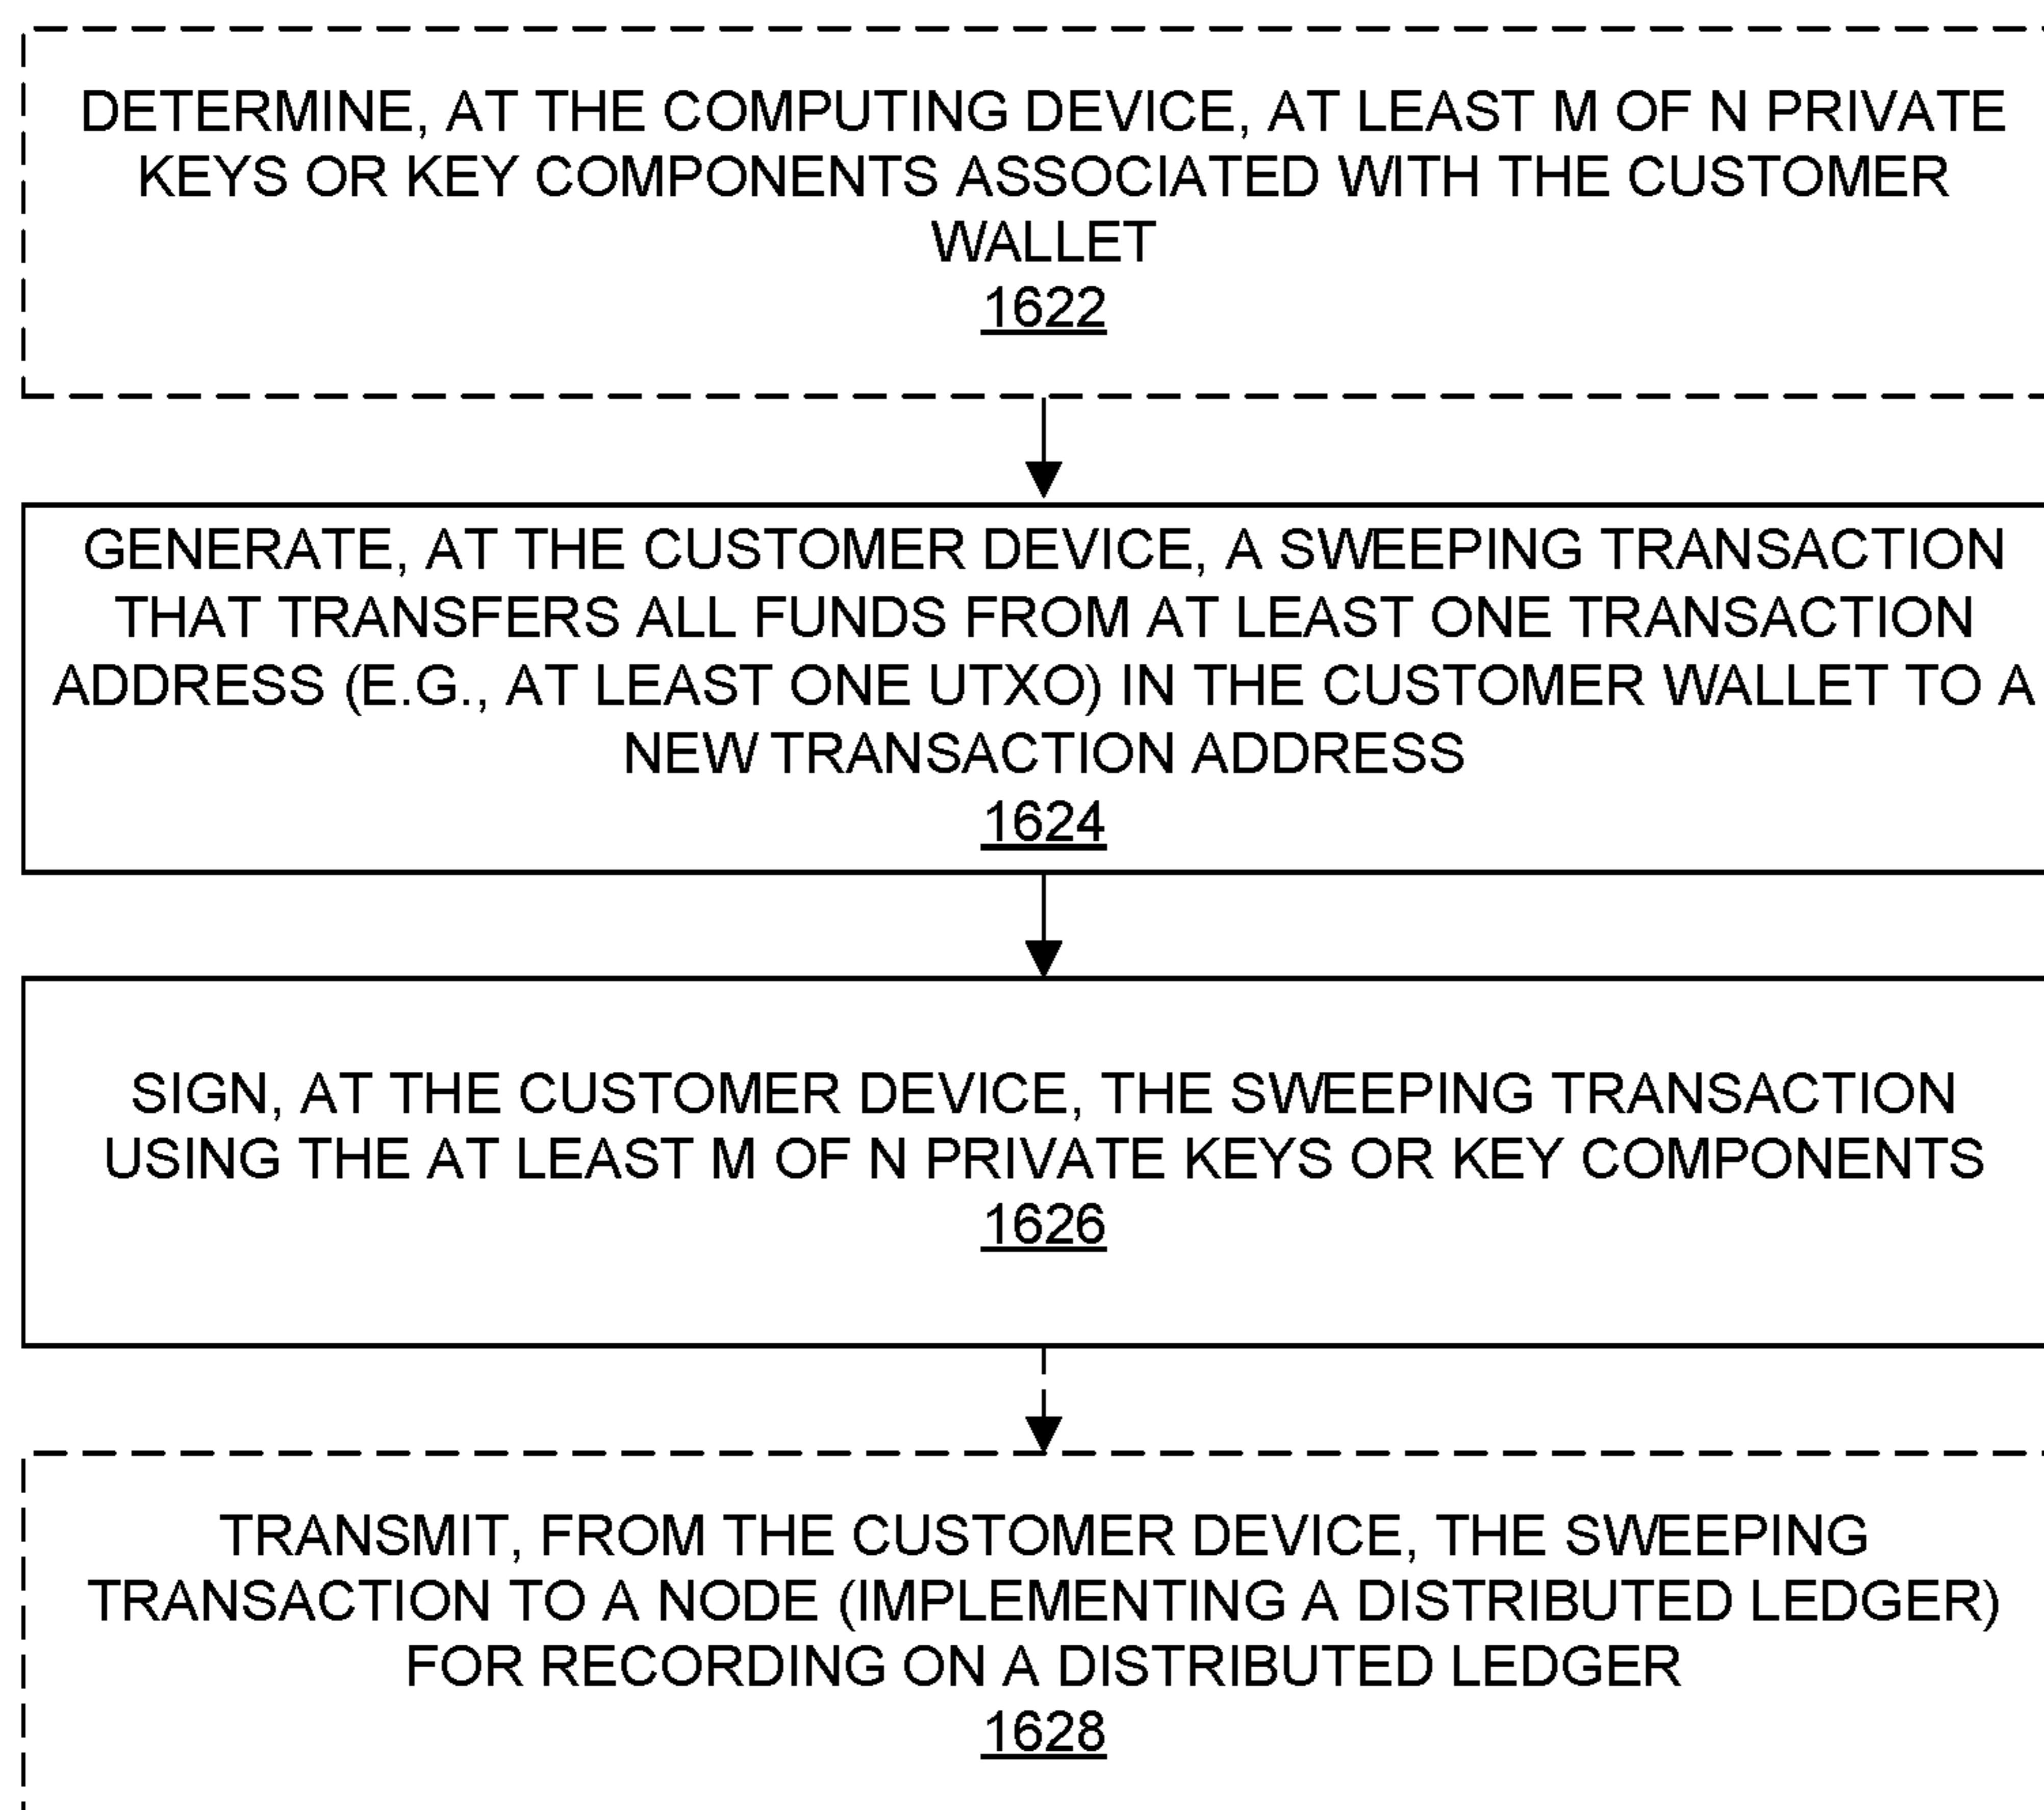 DETERMINE, AT THE COMPUTING DEVICE, AT LEAST M OF N PRIVATE
KEYS OR KEY COMPONENTS ASSOCIATED WITH THE CUSTOMER
WALLET
1622
GENERATE, AT THE CUSTOMER DEVICE, A SWEEPING TRANSACTION
THAT TRANSFERS ALL FUNDS FROM AT LEAST ONE TRANSACTION
ADDRESS (E.G., AT LEAST ONE UTXO) IN THE CUSTOMER WALLET TO A
NEW TRANSACTION ADDRESS
1624
SIGN, AT THE CUSTOMER DEVICE, THE SWEEPING TRANSACTION
USING THE AT LEAST M OF N PRIVATE KEYS OR KEY COMPONENTS
1626
TRANSMIT, FROM THE CUSTOMER DEVICE, THE SWEEPING
TRANSACTION TO A NODE (IMPLEMENTING A DISTRIBUTED LEDGER)
FOR RECORDING ON A DISTRIBUTED LEDGER
1628